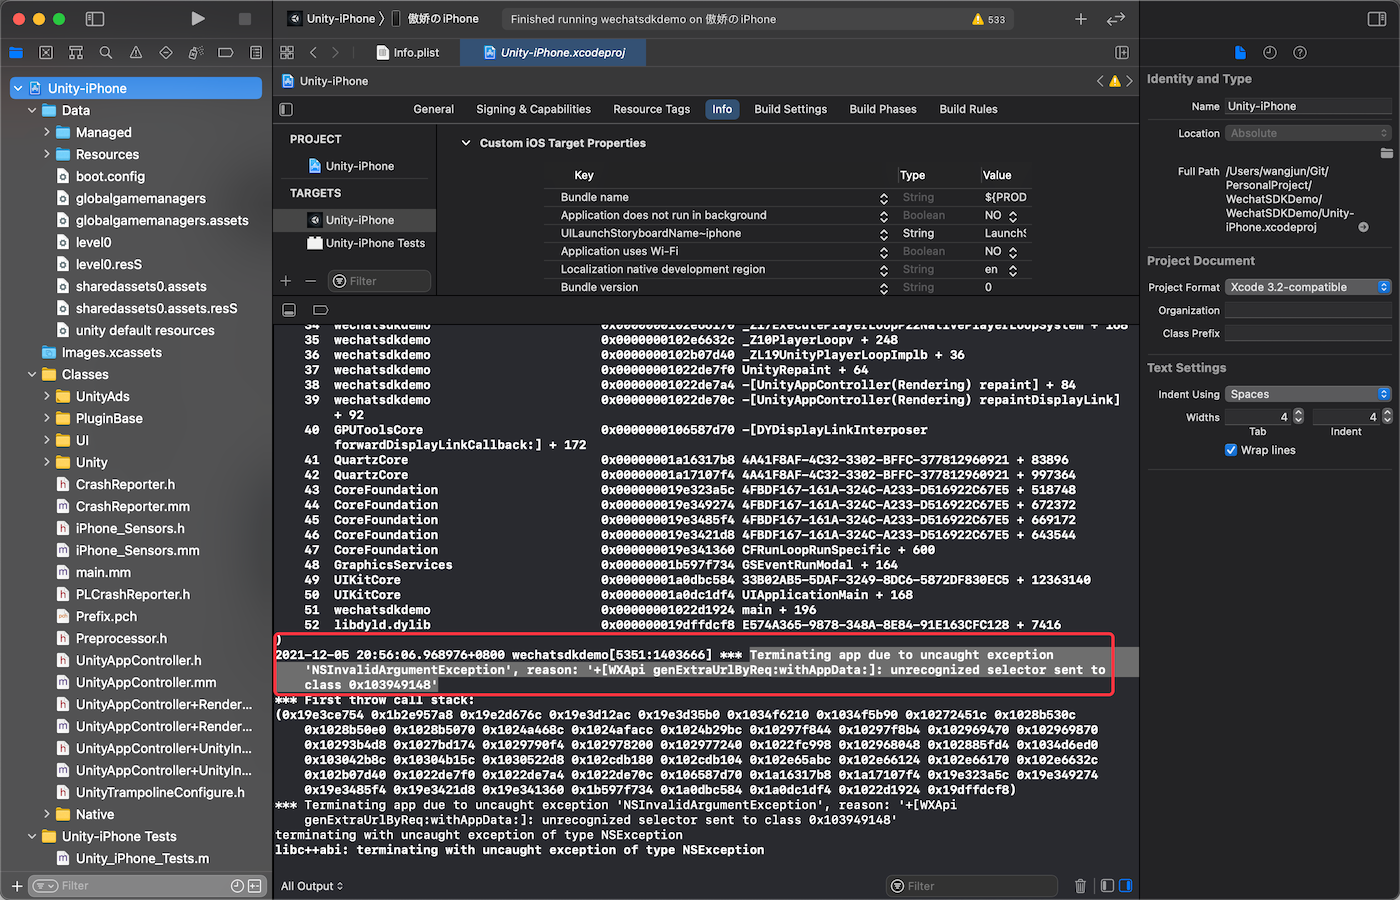 Unity-iPhone 〉 傲娇のiPhone
Finished running wechatsdkdemo on 傲娇のiPhone
533
Info.plist
Unity-iPhone.xcodeproj
Unity-iPhone
Unity-iPhone
Data
Managed
Resources
boot.config
globalgamemanagers
globalgamemanagers.assets
level0
level0.resS
sharedassets0.assets
sharedassets0.assets.resS
unity default resources
Images.xcassets
Classes
UnityAds
PluginBase
UI
Unity
CrashReporter.h
CrashReporter.mm
iPhone_Sensors.h
iPhone_Sensors.mm
main.mm
PLCrashReporter.h
Prefix.pch
Preprocessor.h
UnityAppController.h
UnityAppController.mm
UnityAppController+Render...
UnityAppController+Render...
UnityAppController+UnityIn...
UnityAppController+UnityIn...
UnityTrampolineConfigure.h
Native
Unity-iPhone Tests
Unity_iPhone_Tests.m
Filter
General Signing & Capabilities Resource Tags Info Build Settings Build Phases Build Rules
PROJECT
Unity-iPhone
TARGETS
Unity-iPhone
Unity-iPhone Tests
Filter
Custom iOS Target Properties
Key Type Value
Bundle name String ${PROD
Application does not run in background Boolean NO
UILaunchStoryboardName~iphone String LaunchS
Application uses Wi-Fi Boolean NO
Localization native development region String en
Bundle version String 0
34 wechatsdkdemo 0x0000000102e66170 _Z17ExecutePlayerLoopP22NativePlayerLoopSystem + 168
35 wechatsdkdemo 0x0000000102e6632c _Z10PlayerLoopv + 248
36 wechatsdkdemo 0x0000000102b07d40 _ZL19UnityPlayerLoopImplb + 36
37 wechatsdkdemo 0x00000001022de7f0 UnityRepaint + 64
38 wechatsdkdemo 0x00000001022de7a4 -[UnityAppController(Rendering) repaint] + 84
39 wechatsdkdemo 0x00000001022de70c -[UnityAppController(Rendering) repaintDisplayLink]
+ 92
40 GPUToolsCore 0x0000000106587d70 -[DYDisplayLinkInterposer
forwardDisplayLinkCallback:] + 172
41 QuartzCore 0x00000001a16317b8 4A41F8AF-4C32-3302-BFFC-377812960921 + 83896
42 QuartzCore 0x00000001a17107f4 4A41F8AF-4C32-3302-BFFC-377812960921 + 997364
43 CoreFoundation 0x000000019e323a5c 4FBDF167-161A-324C-A233-D516922C67E5 + 518748
44 CoreFoundation 0x000000019e349274 4FBDF167-161A-324C-A233-D516922C67E5 + 672372
45 CoreFoundation 0x000000019e3485f4 4FBDF167-161A-324C-A233-D516922C67E5 + 669172
46 CoreFoundation 0x000000019e3421d8 4FBDF167-161A-324C-A233-D516922C67E5 + 643544
47 CoreFoundation 0x000000019e341360 CFRunLoopRunSpecific + 600
48 GraphicsServices 0x00000001b597f734 GSEventRunModal + 164
49 UIKitCore 0x00000001a0dbc584 33B02AB5-5DAF-3249-8DC6-5872DF830EC5 + 12363140
50 UIKitCore 0x00000001a0dc1df4 UIApplicationMain + 168
51 wechatsdkdemo 0x00000001022d1924 main + 196
52 libdyld.dylib 0x000000019dffdcf8 E574A365-9878-348A-8E84-91E163CFC128 + 7416
)
2021-12-05 20:56:06.968976+0800 wechatsdkdemo[5351:1403666] *** Terminating app due to uncaught exception
'NSInvalidArgumentException', reason: '+[WXApi genExtraUrlByReq:withAppData:]: unrecognized selector sent to
class 0x103949148'
*** First throw call stack:
(0x19e3ce754 0x1b2e957a8 0x19e2d676c 0x19e3d12ac 0x19e3d35b0 0x1034f6210 0x1034f5b90 0x10272451c 0x1028b530c
0x1028b50e0 0x1028b5070 0x1024a468c 0x1024afacc 0x1024b29bc 0x10297f844 0x10297f8b4 0x102969470 0x102969870
0x10293b4d8 0x1027bd174 0x1029790f4 0x102978200 0x102977240 0x1022fc998 0x102968048 0x102885fd4 0x1034d6ed0
0x103042b8c 0x10304b15c 0x1030522d8 0x102cdb180 0x102cdb104 0x102e65abc 0x102e66124 0x102e66170 0x102e6632c
0x102b07d40 0x1022de7f0 0x1022de7a4 0x1022de70c 0x106587d70 0x1a16317b8 0x1a17107f4 0x19e323a5c 0x19e349274
0x19e3485f4 0x19e3421d8 0x19e341360 0x1b597f734 0x1a0dbc584 0x1a0dc1df4 0x1022d1924 0x19dffdcf8)
*** Terminating app due to uncaught exception 'NSInvalidArgumentException', reason: '+[WXApi
genExtraUrlByReq:withAppData:]: unrecognized selector sent to class 0x103949148'
terminating with uncaught exception of type NSException
libc++abi: terminating with uncaught exception of type NSException
All Output
Filter
Identity and Type
Name Unity-iPhone
Location Absolute
Full Path /Users/wangjun/Git/
PersonalProject/
WechatSDKDemo/
WechatSDKDemo/Unity-
iPhone.xcodeproj
Project Document
Project Format Xcode 3.2-compatible
Organization
Class Prefix
Text Settings
Indent Using Spaces
Widths 4 4
Tab Indent
Wrap lines